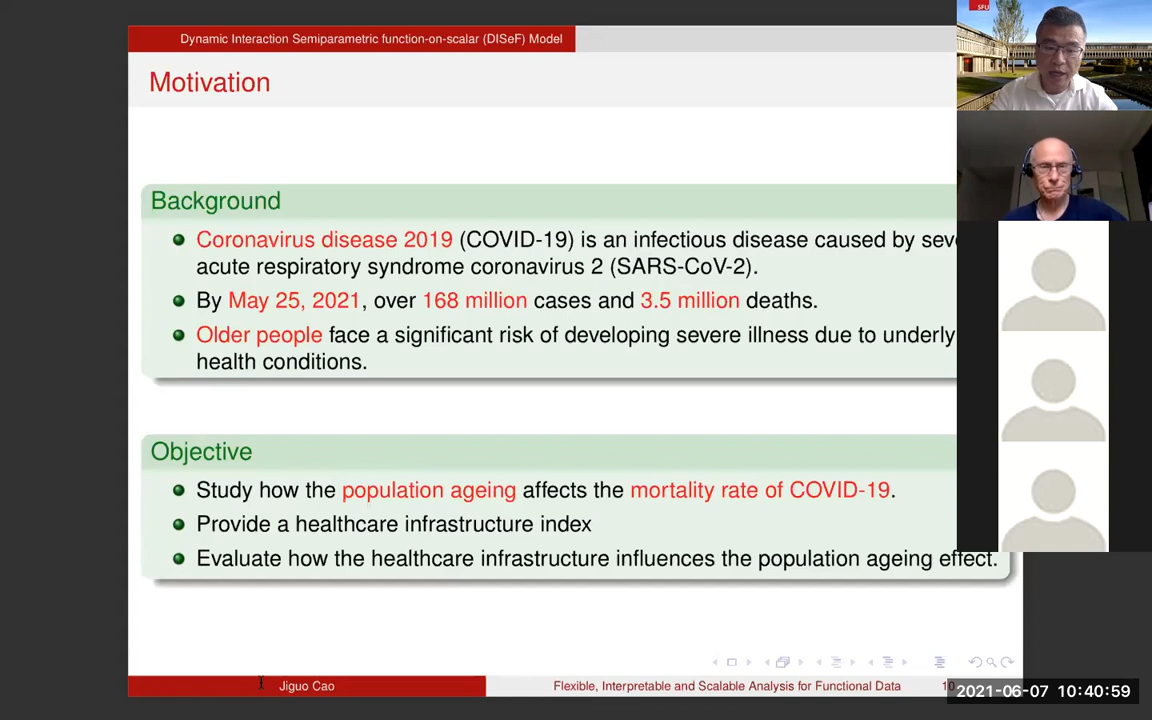 Dynamic Interaction Semiparametric function-on-scalar (DISeF) Model
SFU
Motivation
Background
Coronavirus disease 2019 (COVID-19) is an infectious disease caused by
acute respiratory syndrome coronavirus 2 (SARS-CoV-2).
By May 25, 2021, over 168 million cases and 3.5 million deaths.
Older people face a significant risk of developing severe illness due to
health conditions.
Objective
Study how the population ageing affects the mortality rate of COVID-19.
Provide a healthcare infrastructure index
Evaluate how the healthcare infrastructure influences the population ageing effect.
Jiguo Cao
Flexible, Interpretable and Scalable Analysis for Functional Data
2021-06-07 10:40:59